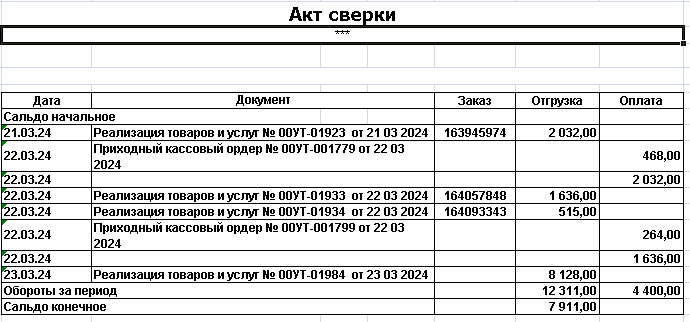 Акт сверки
***
Дата Документ Заказ Отгрузка Оплата
Сальдо начальное
21.03.24 Реализация товаров и услуг № 00УТ-01923 от 21 03 2024 163945974 2 032,00
22.03.24 Приходный кассовый ордер № 00УТ-001779 от 22 03
2024 468,00
22.03.24 2 032,00
22.03.24 Реализация товаров и услуг № 00УТ-01933 от 22 03 2024 164057848 1 636,00
22.03.24 Реализация товаров и услуг № 00УТ-01934 от 22 03 2024 164093343 515,00
22.03.24 Приходный кассовый ордер № 00УТ-001799 от 22 03
2024 264,00
22.03.24 1 636,00
23.03.24 Реализация товаров и услуг № 00УТ-01984 от 23 03 2024 8 128,00
Обороты за период 12 311,00 4 400,00
Сальдо конечное 7 911,00